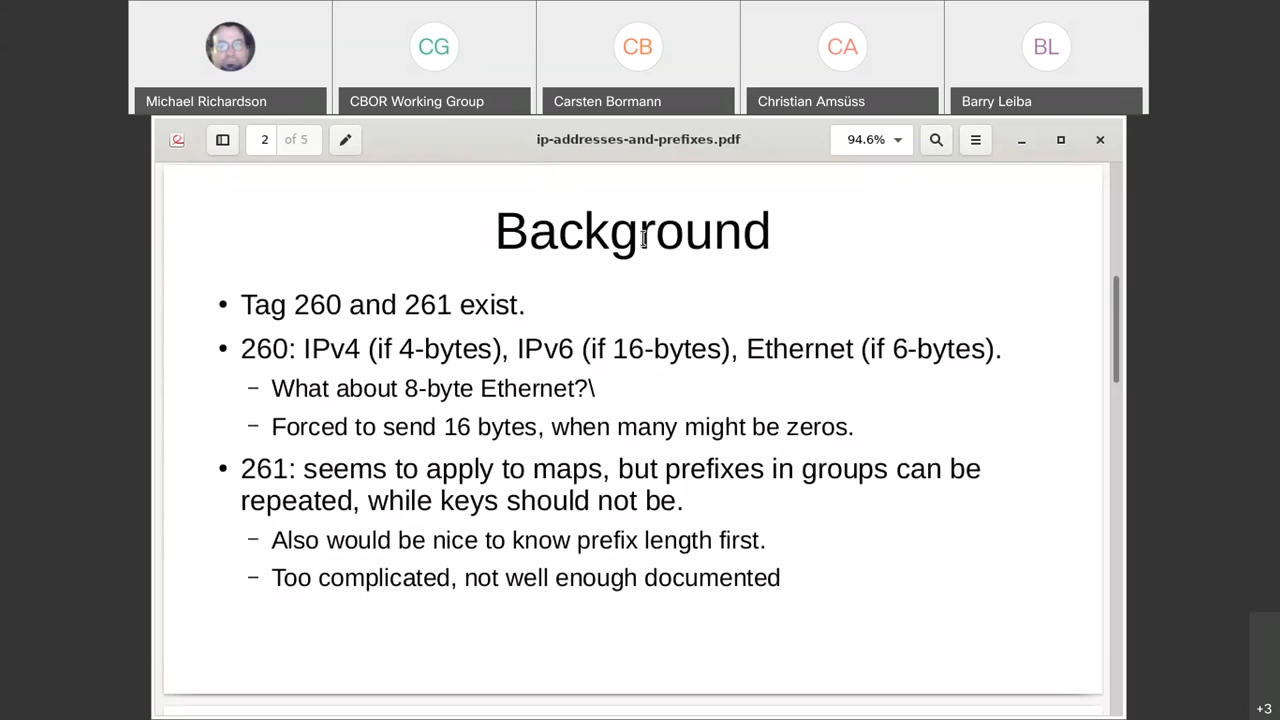 CG
CB
CA
BL
Michael Richardson
CBOR Working Group
Carsten Bormann
Christian Amsüss
Barry Leiba
2 of 5
ip-addresses-and-prefixes.pdf
94.6%
Background
• Tag 260 and 261 exist.
• 260: IPv4 (if 4-bytes), IPv6 (if 16-bytes), Ethernet (if 6-bytes).
– What about 8-byte Ethernet?\
– Forced to send 16 bytes, when many might be zeros.
• 261: seems to apply to maps, but prefixes in groups can be
repeated, while keys should not be.
– Also would be nice to know prefix length first.
– Too complicated, not well enough documented
+3